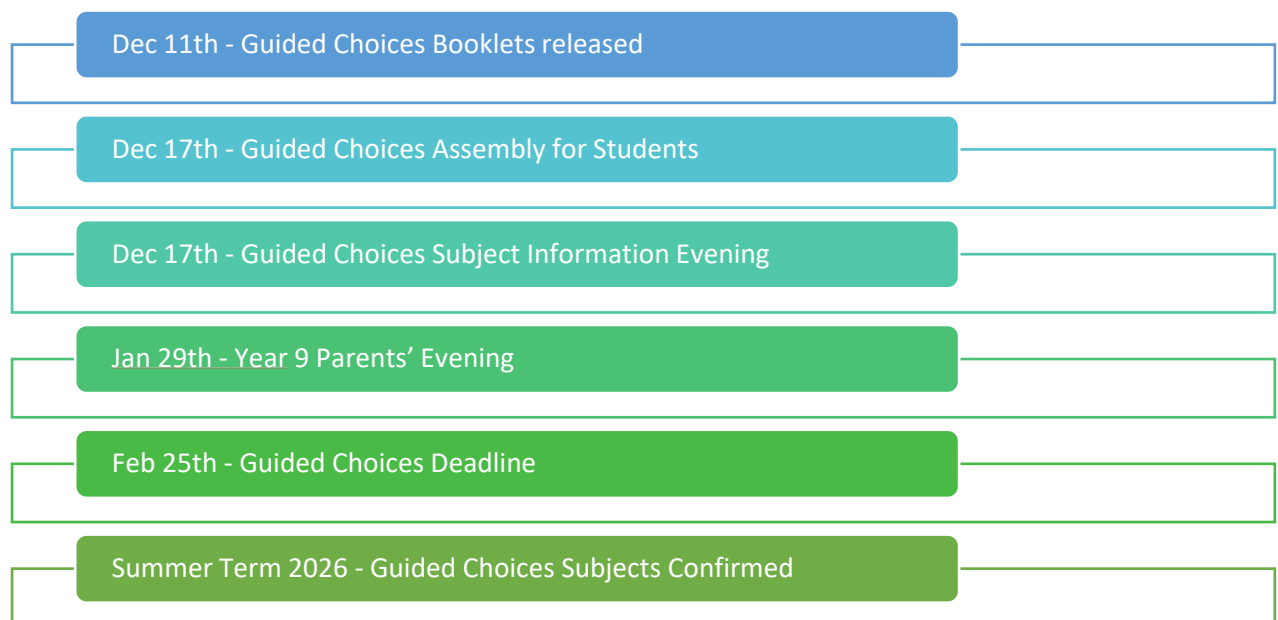 Dec 11th - Guided Choices Booklets released
Dec 17th - Guided Choices Assembly for Students
Dec 17th - Guided Choices Subject Information Evening
Jan 29th - Year 9 Parents’ Evening
Feb 25th - Guided Choices Deadline
Summer Term 2026 - Guided Choices Subjects Confirmed